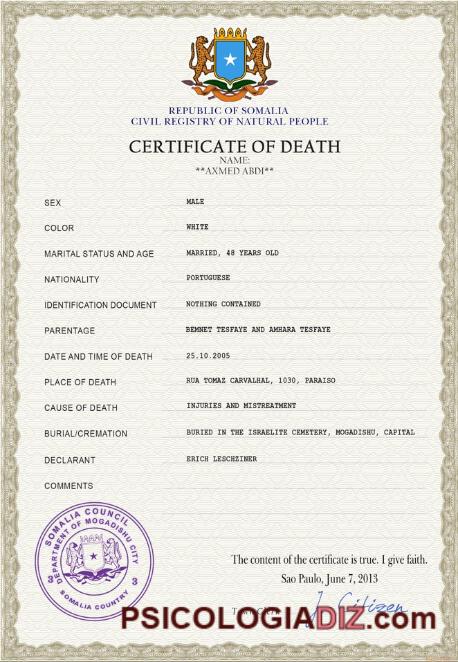 REPUBLIC OF SOMALIA
CIVIL REGISTRY OF NATURAL PEOPLE
CERTIFICATE OF DEATH
NAME:
**AXMED ABDI**
SEX MALE
COLOR WHITE
MARITAL STATUS AND AGE MARRIED, 48 YEARS OLD
NATIONALITY PORTUGUESE
IDENTIFICATION DOCUMENT NOTHING CONTAINED
PARENTAGE BEMNET TESFAYE AND AMHARA TESFAYE
DATE AND TIME OF DEATH 25.10.2005
PLACE OF DEATH RUA TOMAZ CARVALHAL, 1030, PARAISO
CAUSE OF DEATH INJURIES AND MISTREATMENT
BURIAL/CREMATION BURIED IN THE ISRAELITE CEMETERY, MOGADISHU, CAPITAL
DECLARANT ERICH LESCHZINER
COMMENTS
SOMALIA COUNCIL
DEPARTMENT OF MOGADISHU CITY
3 3
SOMALIA COUNTRY
The content of the certificate is true. I give faith.
Sao Paulo, June 7, 2013
J Citizen
PSICOLOGIADIZ.com